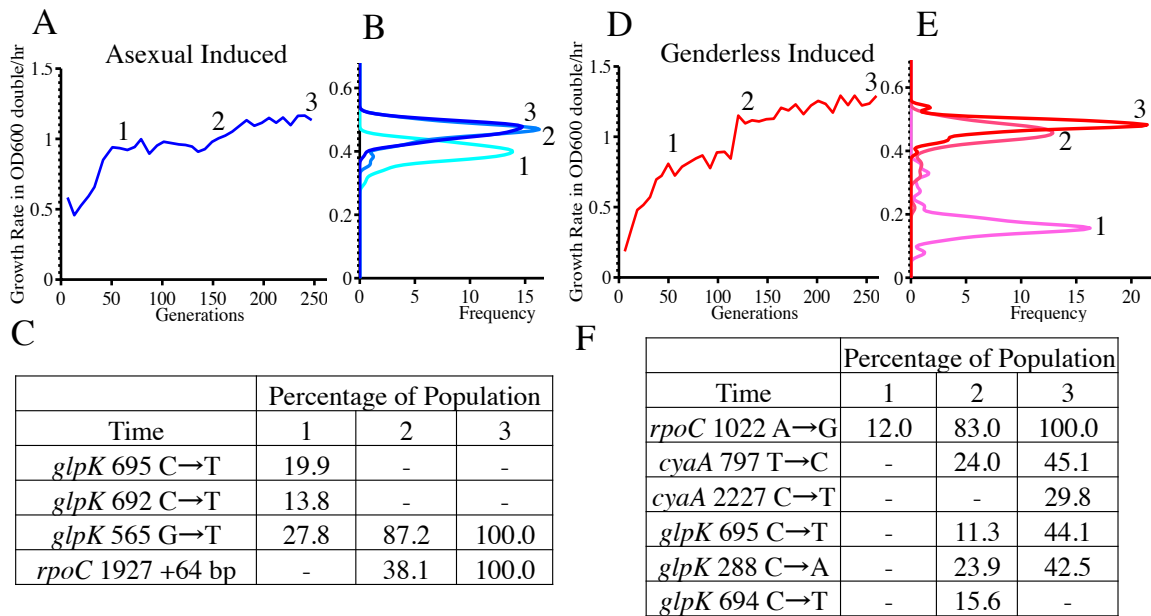 A
Asexual Induced
Growth Rate in OD600 double/hr
1.5
1
0.5
0
0 50 100 150 200 250
Generations
1
2
3
B
0.6
0.4
0.2
0
0 5 10 15
Frequency
3
2
1
D
Genderless Induced
Growth Rate in OD600 double/hr
1.5
1
0.5
0
0 50 100 150 200 250
Generations
1
2
3
E
0.6
0.4
0.2
0
0 5 10 15 20
Frequency
3
2
1
C
Percentage of Population
Time 1 2 3
glpK 695 C→T 19.9 - -
glpK 692 C→T 13.8 - -
glpK 565 G→T 27.8 87.2 100.0
rpoC 1927 +64 bp - 38.1 100.0
F
Percentage of Population
Time 1 2 3
rpoC 1022 A→G 12.0 83.0 100.0
cyaA 797 T→C - 24.0 45.1
cyaA 2227 C→T - - 29.8
glpK 695 C→T - 11.3 44.1
glpK 288 C→A - 23.9 42.5
glpK 694 C→T - 15.6 -